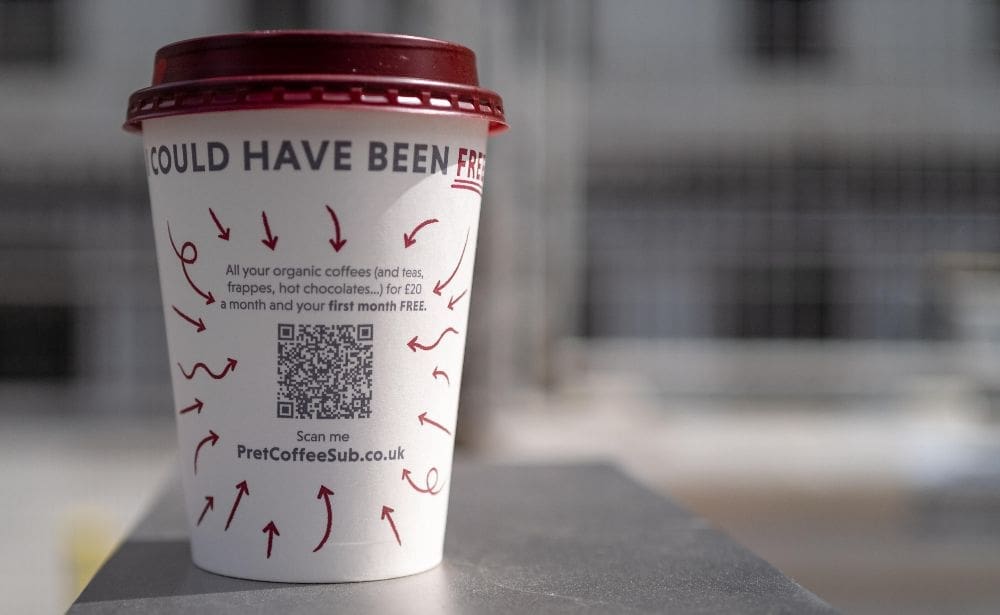 COULD HAVE BEEN FREE
All your organic coffees (and teas,
frappes, hot chocolates...) for £20
a month and your first month FREE.
Scan me
PretCoffeeSub.co.uk